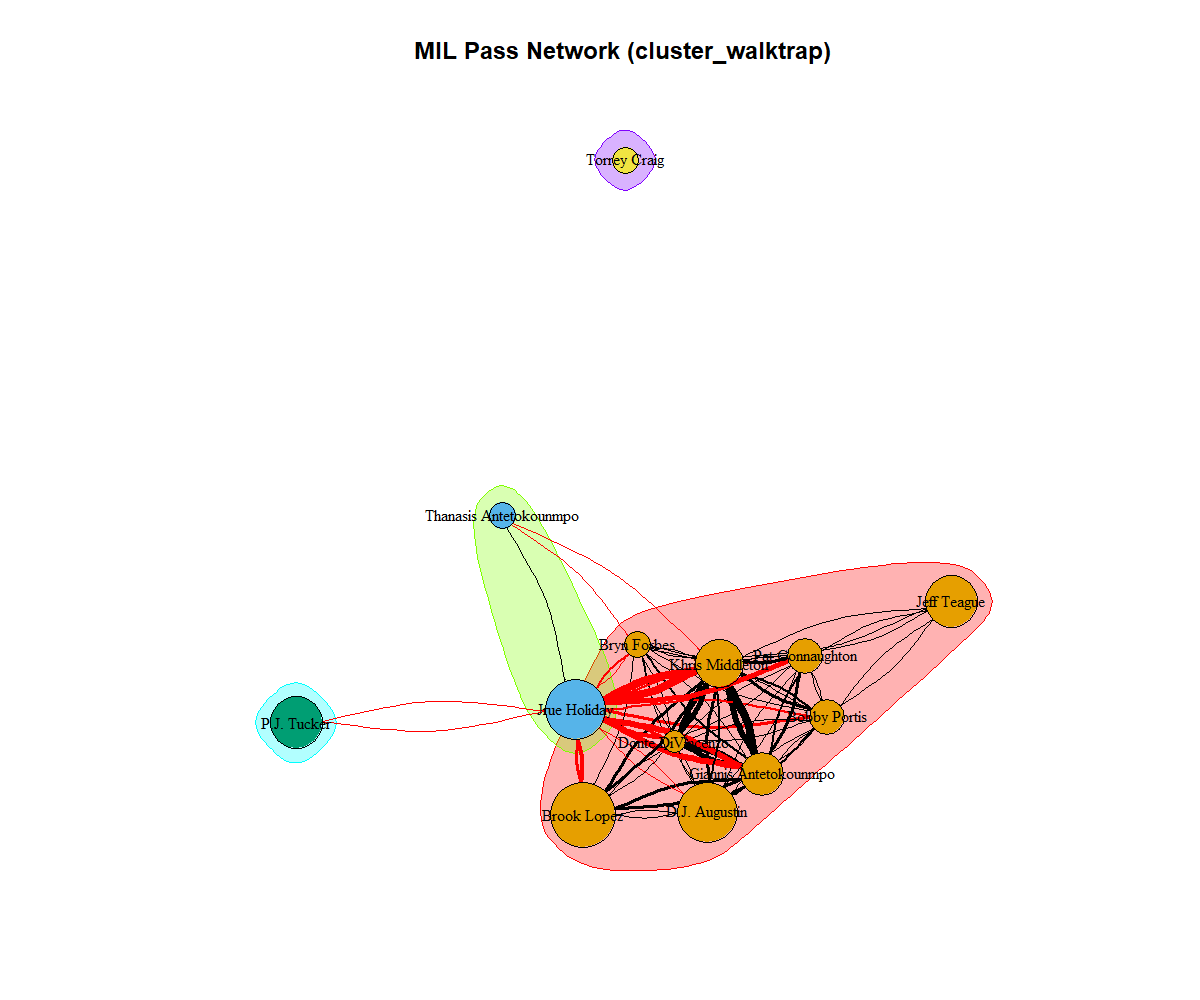 MIL Pass Network (cluster_walktrap)
Torrey Craig
Thanasis Antetokounmpo
Jeff Teague
Bryn Forbes
Khris Middleton
Pat Connaughton
Jrue Holiday
Bobby Portis
P.J. Tucker
Donte DiVincenzo
Giannis Antetokounmpo
D.J. Augustin
Brook Lopez